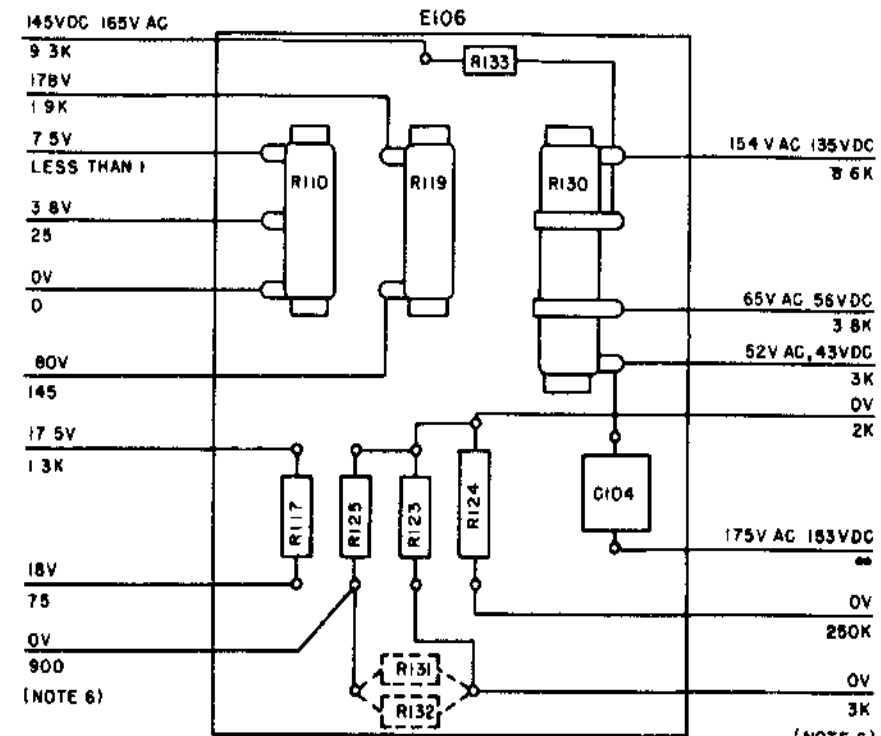 E106
145VDC 165V AC
9 3K
178V
1 9K
7 5V
LESS THAN 1
3 8V
25
0V
0
80V
145
17 5V
1 3K
18V
75
0V
900
(NOTE 6)
R133
R110
R119
R130
R117
R125
R123
R124
C104
R131
R132
154 V AC 135VDC
8 6K
65V AC, 56VDC
3 8K
52V AC, 43VDC
3K
0V
2K
175V AC 153VDC
∞
0V
250K
0V
3K